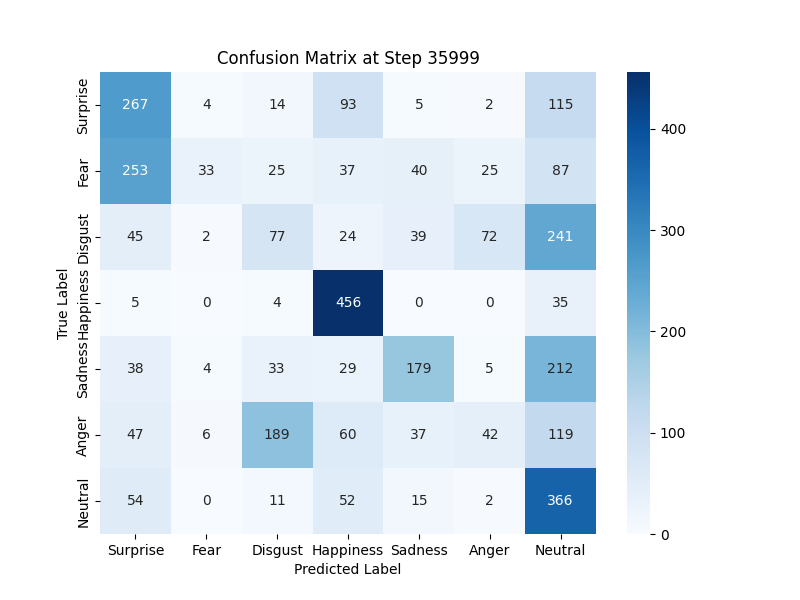 Confusion Matrix at Step 35999
Surprise 267 4 14 93 5 2 115
Fear 253 33 25 37 40 25 87
Disgust 45 2 77 24 39 72 241
Happiness 5 0 4 456 0 0 35
Sadness 38 4 33 29 179 5 212
Anger 47 6 189 60 37 42 119
Neutral 54 0 11 52 15 2 366
Surprise Fear Disgust Happiness Sadness Anger Neutral
Predicted Label
True Label
400
300
200
100
0